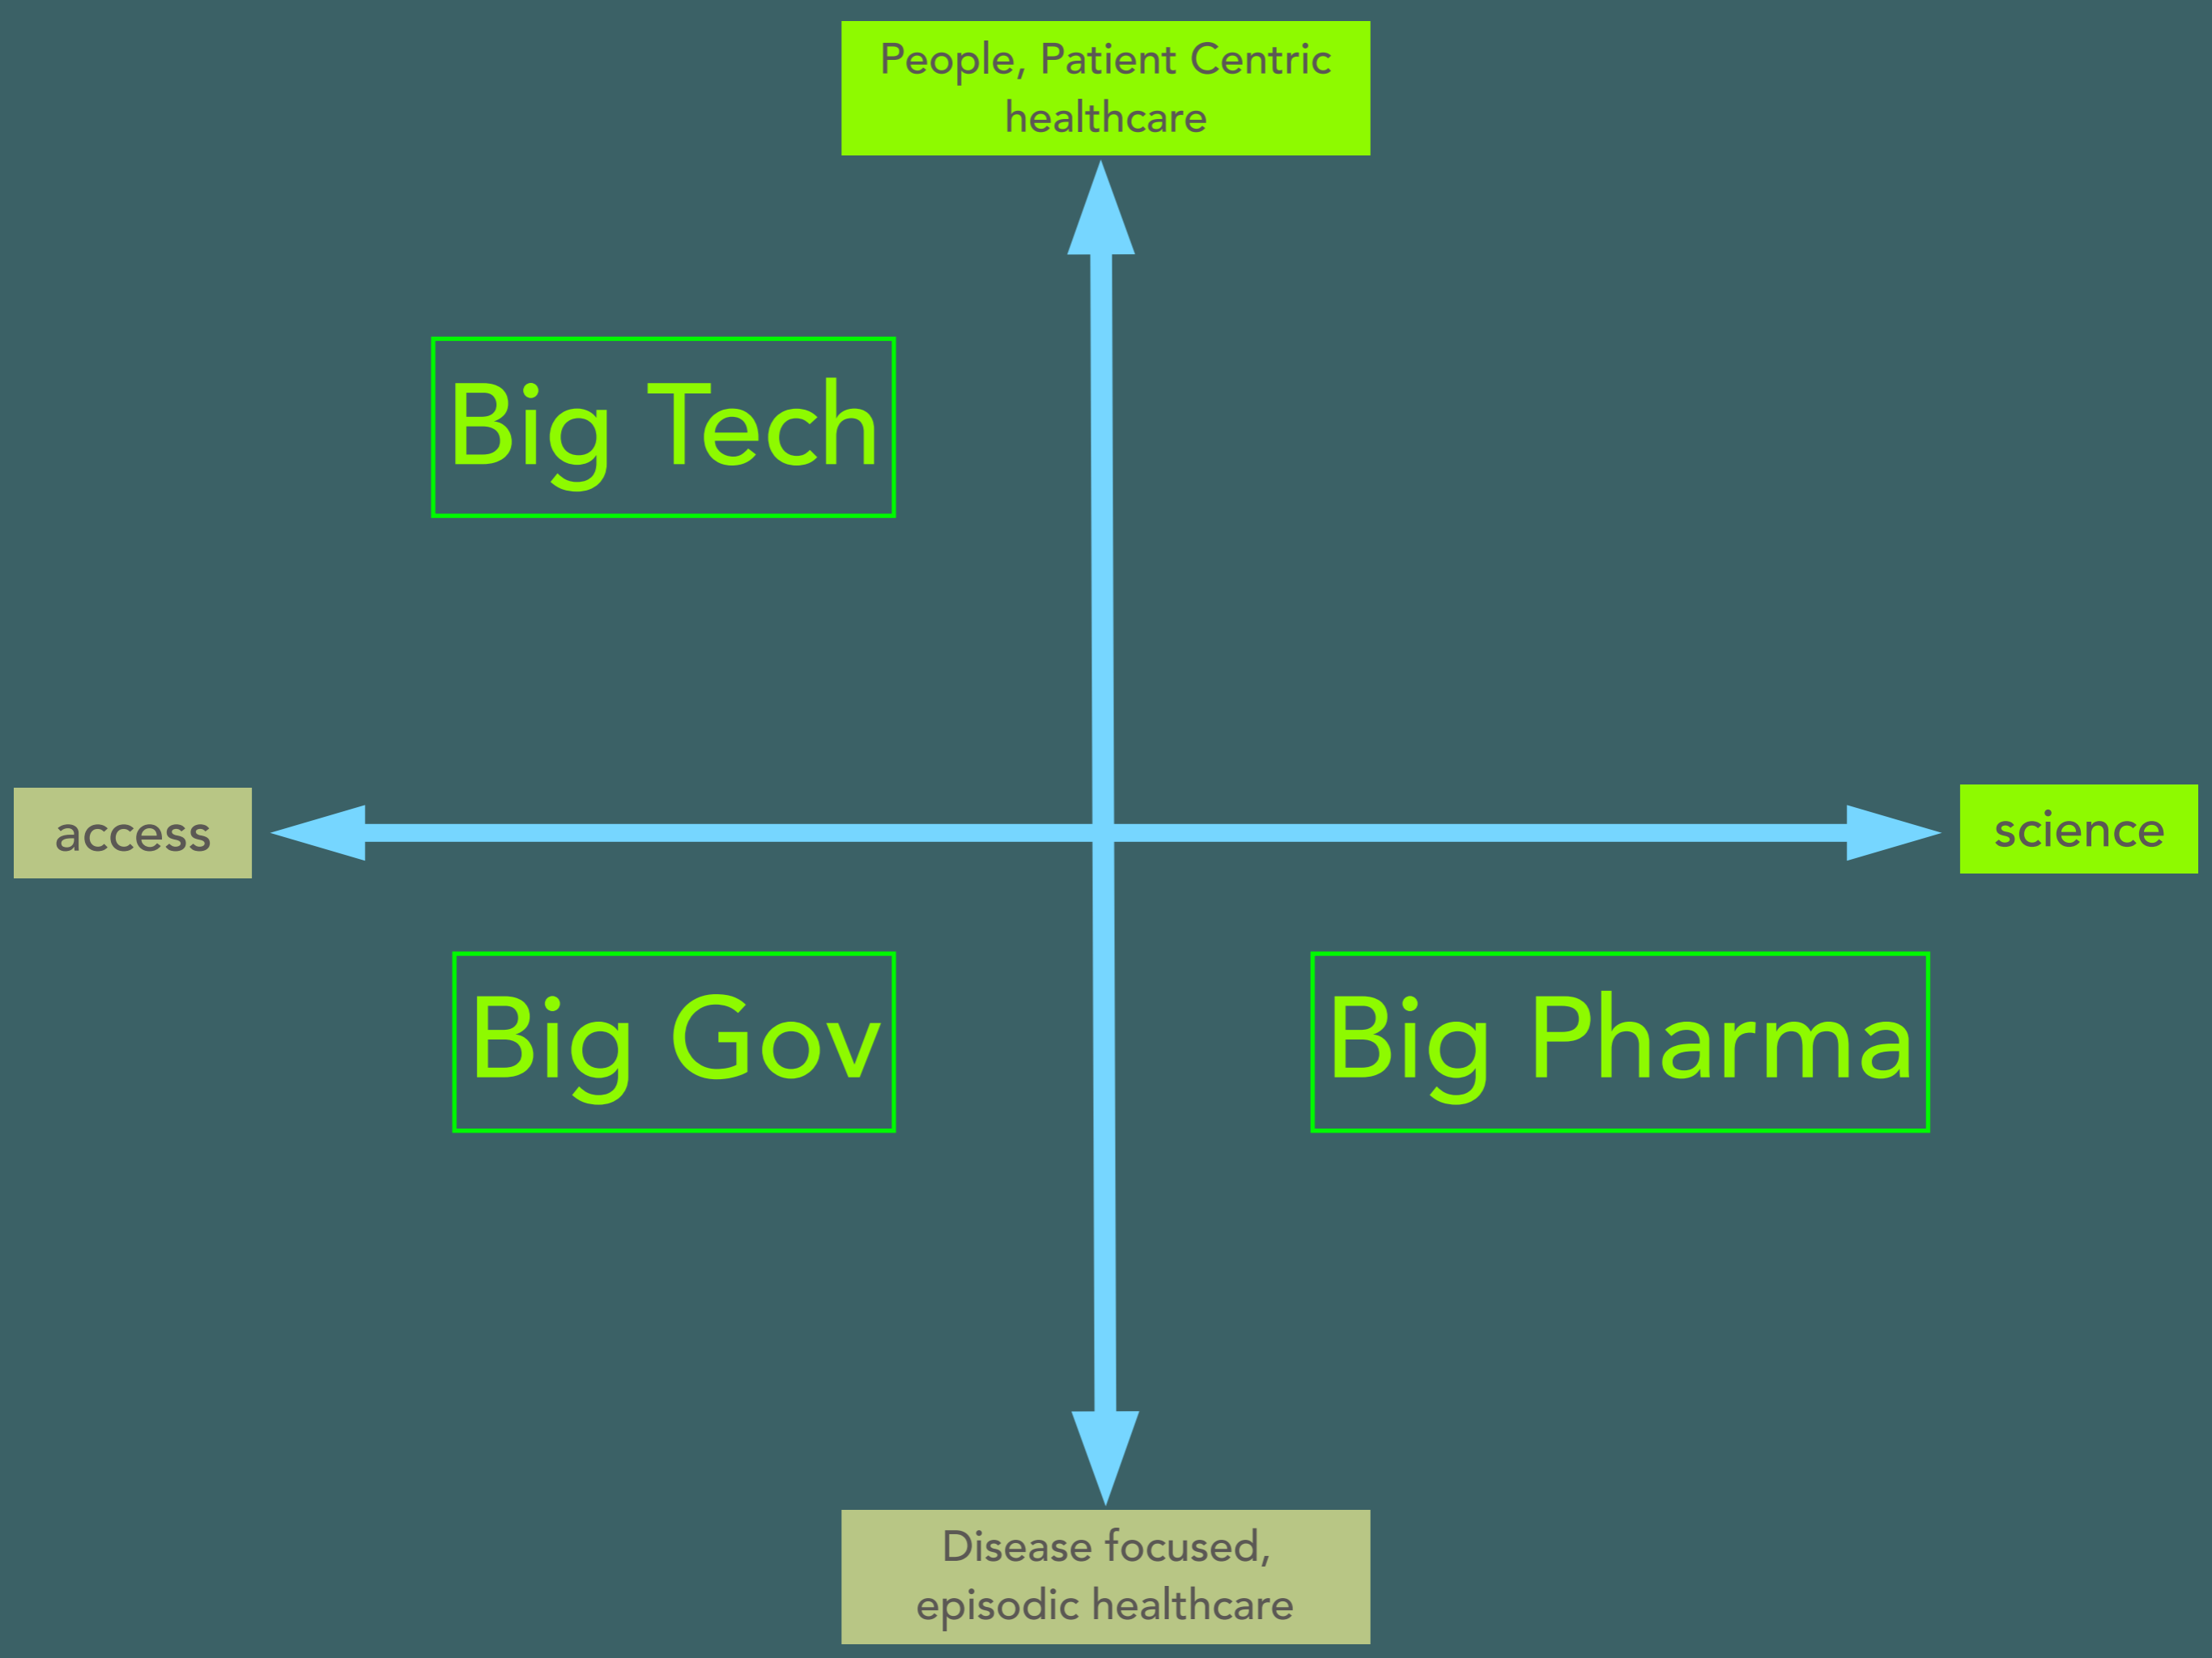 People, Patient Centric
healthcare
Big Tech
access
science
Big Gov
Big Pharma
Disease focused,
episodic healthcare